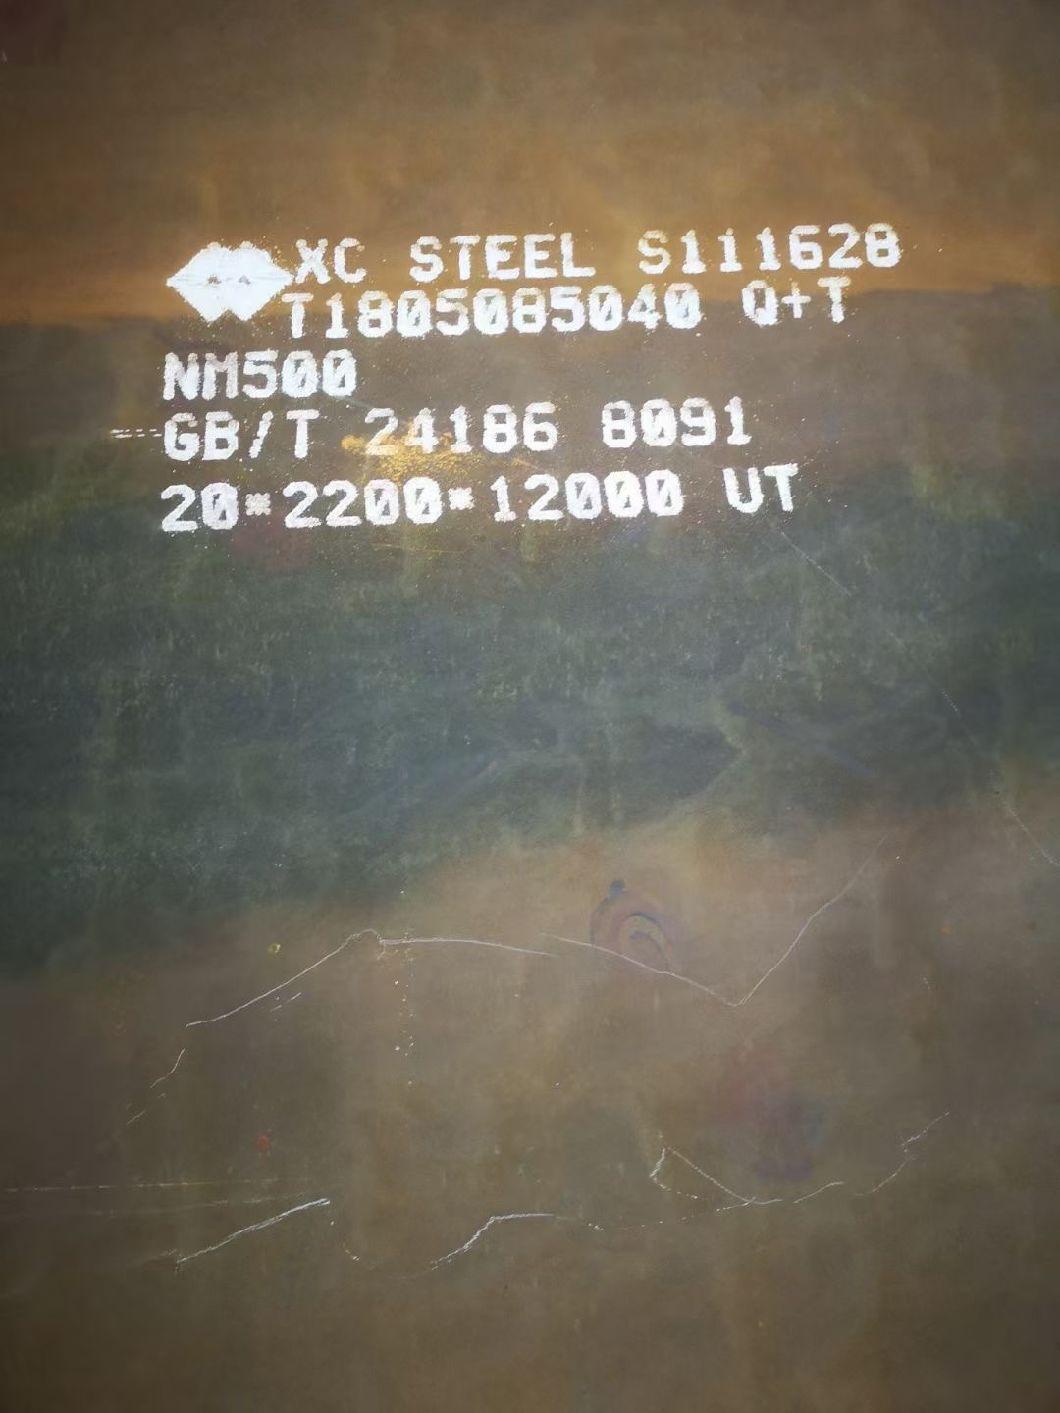 XC STEEL S111628
T1805085040 Q+T
NM500
GB/T 24186 8091
20*2200*12000 UT